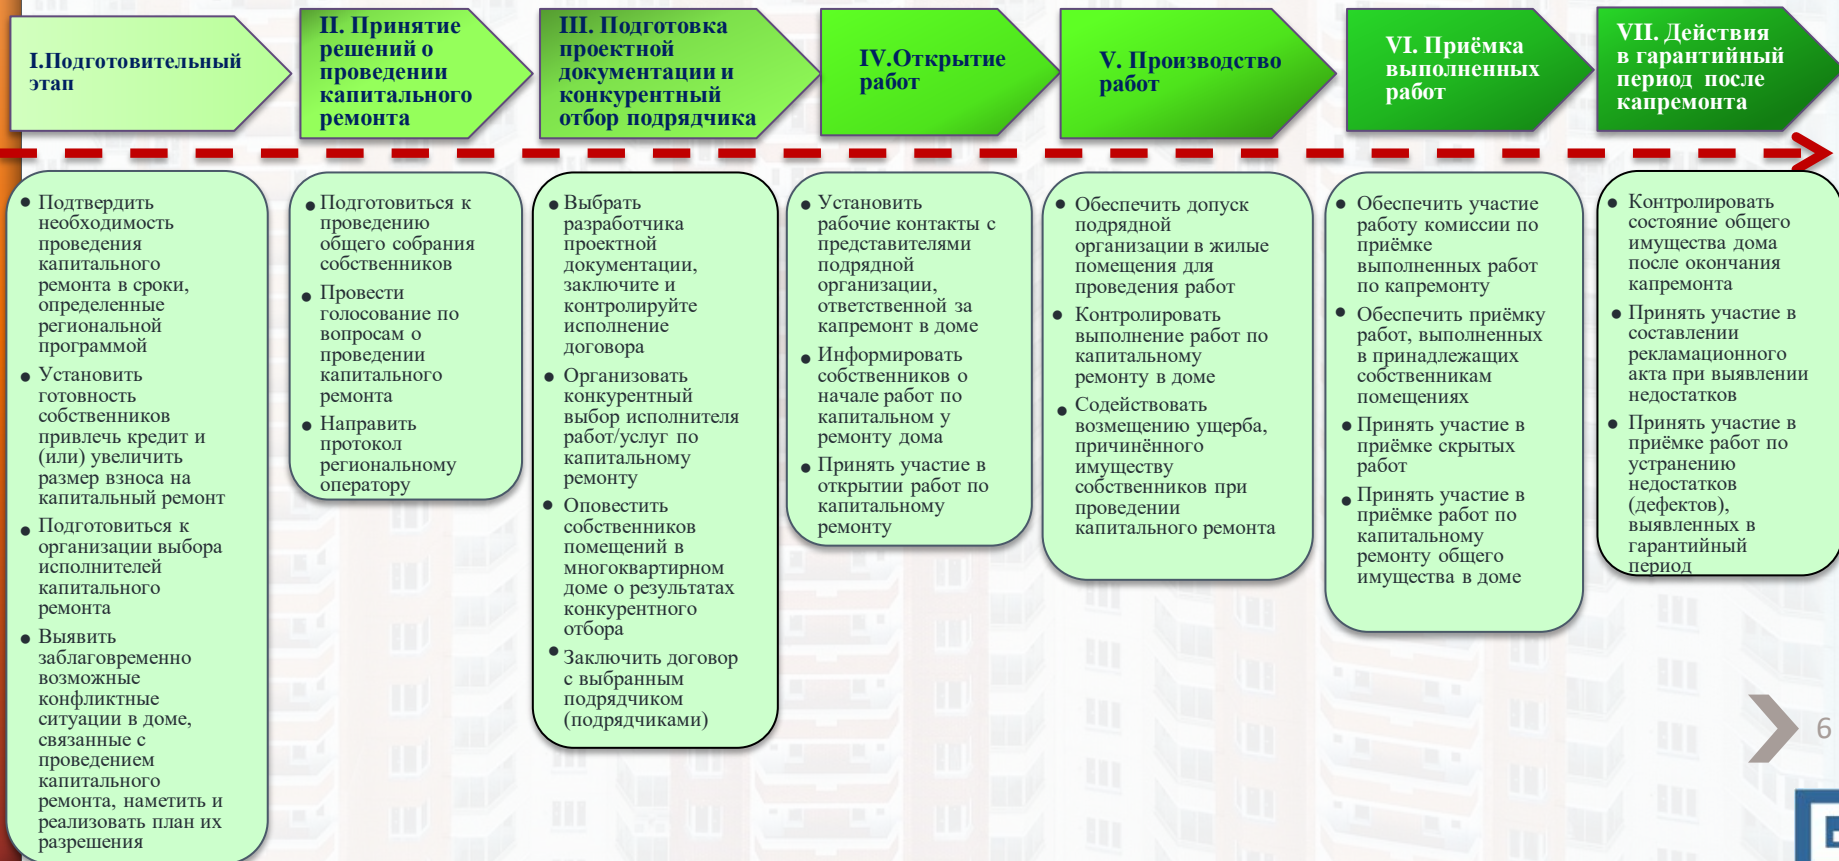 I.Подготовительный
этап
II. Принятие
решений о
проведении
капитального
ремонта
III. Подготовка
проектной
документации и
конкурентный
отбор подрядчика
IV.Открытие
работ
V. Производство
работ
VI. Приёмка
выполненных
работ
VII. Действия
в гарантийный
период после
капремонта
• Подтвердить
необходимость
проведения
капитального
ремонта в сроки,
определенные
региональной
программой
• Установить
готовность
собственников
привлечь кредит и
(или) увеличить
размер взноса на
капитальный ремонт
• Подготовиться к
организации выбора
исполнителей
капитального
ремонта
• Выявить
заблаговременно
возможные
конфликтные
ситуации в доме,
связанные с
проведением
капитального
ремонта, наметить и
реализовать план их
разрешения
• Подготовиться к
проведению
общего собрания
собственников
• Провести
голосование по
вопросам о
проведении
капитального
ремонта
• Направить
протокол
региональному
оператору
• Выбрать
разработчика
проектной
документации,
заключите и
контролируйте
исполнение
договора
• Организовать
конкурентный
выбор исполнителя
работ/услуг по
капитальному
ремонту
• Оповестить
собственников
помещений в
многоквартирном
доме о результатах
конкурентного
отбора
• Заключить договор
с выбранным
подрядчиком
(подрядчиками)
• Установить
рабочие контакты с
представителями
подрядной
организации,
ответственной за
капремонт в доме
• Информировать
собственников о
начале работ по
капитальном у
ремонту дома
• Принять участие в
открытии работ по
капитальному
ремонту
• Обеспечить допуск
подрядной
организации в жилые
помещения для
проведения работ
• Контролировать
выполнение работ по
капитальному
ремонту в доме
• Содействовать
возмещению ущерба,
причинённого
имуществу
собственников при
проведении
капитального ремонта
• Обеспечить участие
работу комиссии по
приёмке
выполненных работ
по капремонту
• Обеспечить приёмку
работ, выполненных
в принадлежащих
собственникам
помещениях
• Принять участие в
приёмке скрытых
работ
• Принять участие в
приёмке работ по
капитальному
ремонту общего
имущества в доме
• Контролировать
состояние общего
имущества дома
после окончания
капремонта
• Принять участие в
составлении
рекламационного
акта при выявлении
недостатков
• Принять участие в
приёмке работ по
устранению
недостатков
(дефектов),
выявленных в
гарантийный
период
6